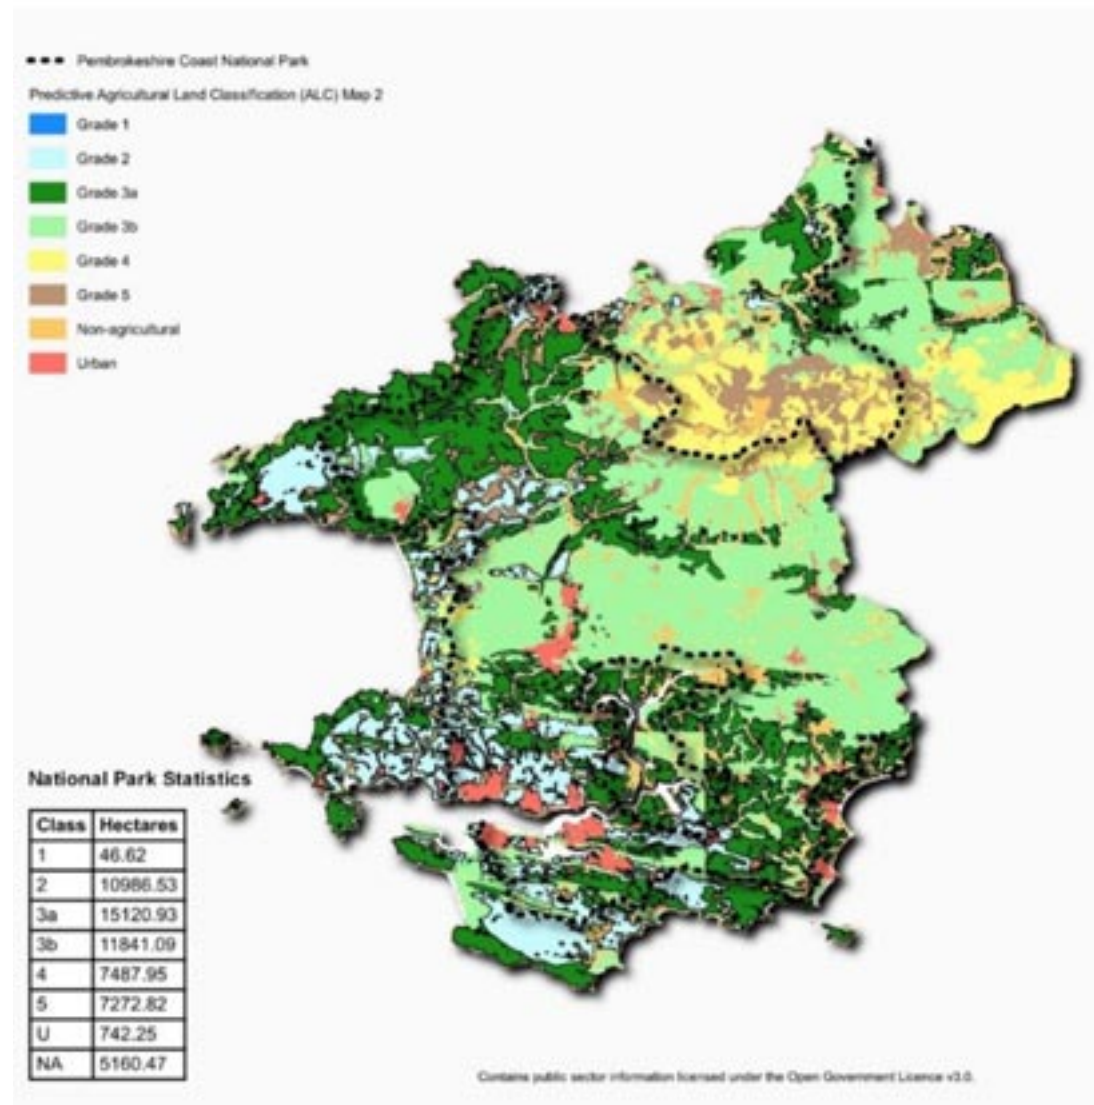 Pembrokeshire Coast National Park
Predictive Agricultural Land Classification (ALC) Map 2
Grade 1
Grade 2
Grade 3a
Grade 3b
Grade 4
Grade 5
Non-agricultural
Urban
National Park Statistics
Class Hectares
1 46.62
2 10986.53
3a 15120.93
3b 11841.09
4 7487.95
5 7272.82
U 742.25
NA 5160.47
Contains public sector information licensed under the Open Government Licence v3.0.